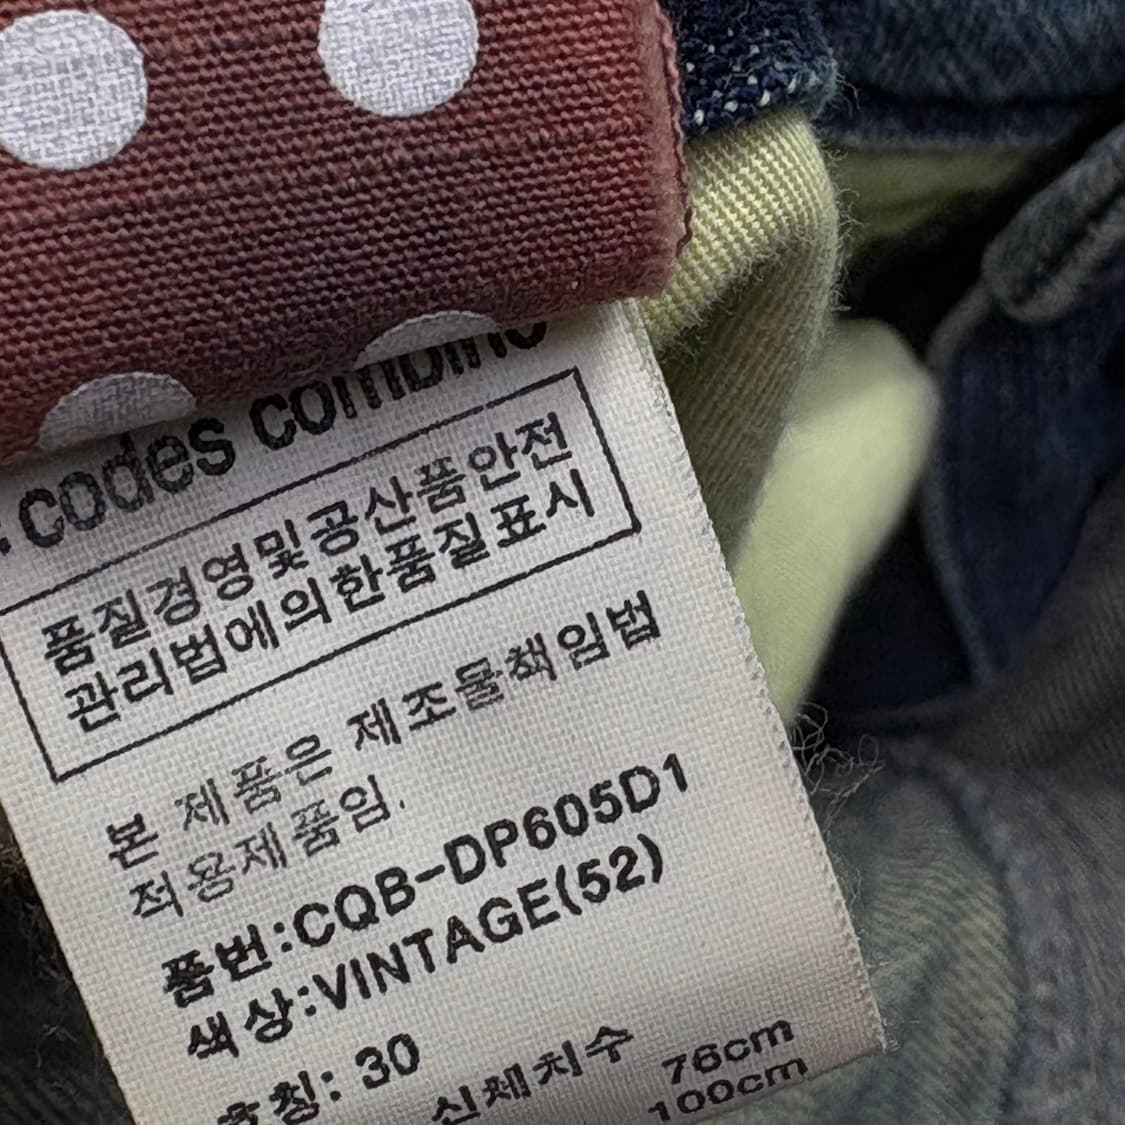 codes combine
품질경영및공산품안전
관리법에의한품질표시
본 제품은 제조물책임법
적용제품임.
품번:CQB-DP605D1
색상:VINTAGE(52)
호칭: 30
신체치수 76cm
100cm